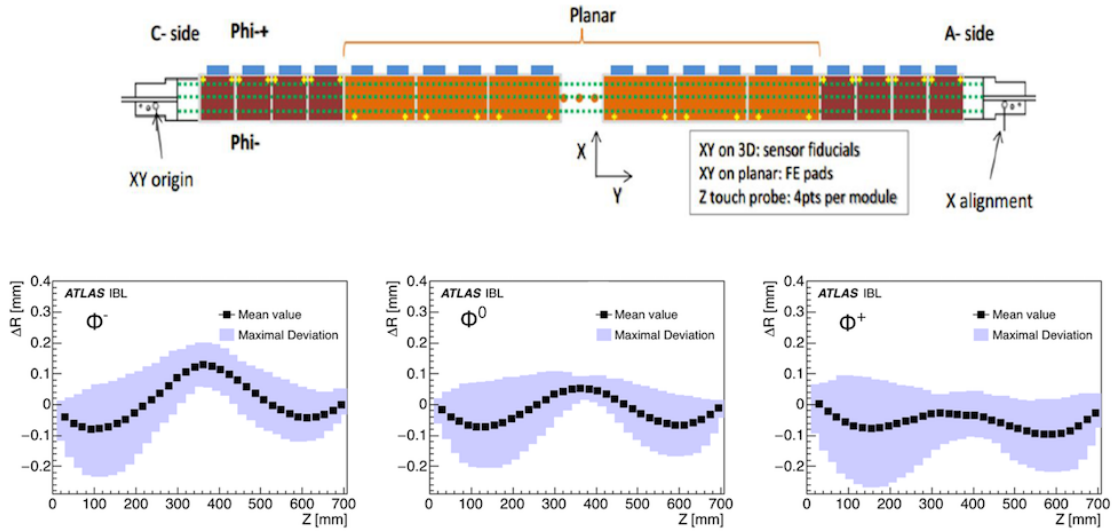 Planar
C- side
Phi-+
A- side
Phi-
XY origin
X
Y
XY on 3D: sensor fiducials
XY on planar: FE pads
Z touch probe: 4pts per module
X alignment
ΔR [mm]
0.4
0.3
0.2
0.1
0
−0.1
−0.2
ATLAS IBL
Φ-
Mean value
Maximal Deviation
0 100 200 300 400 500 600 700
Z [mm]
ΔR [mm]
0.4
0.3
0.2
0.1
0
−0.1
−0.2
ATLAS IBL
Φ0
Mean value
Maximal Deviation
0 100 200 300 400 500 600 700
Z [mm]
ΔR [mm]
0.4
0.3
0.2
0.1
0
−0.1
−0.2
ATLAS IBL
Φ+
Mean value
Maximal Deviation
0 100 200 300 400 500 600 700
Z [mm]